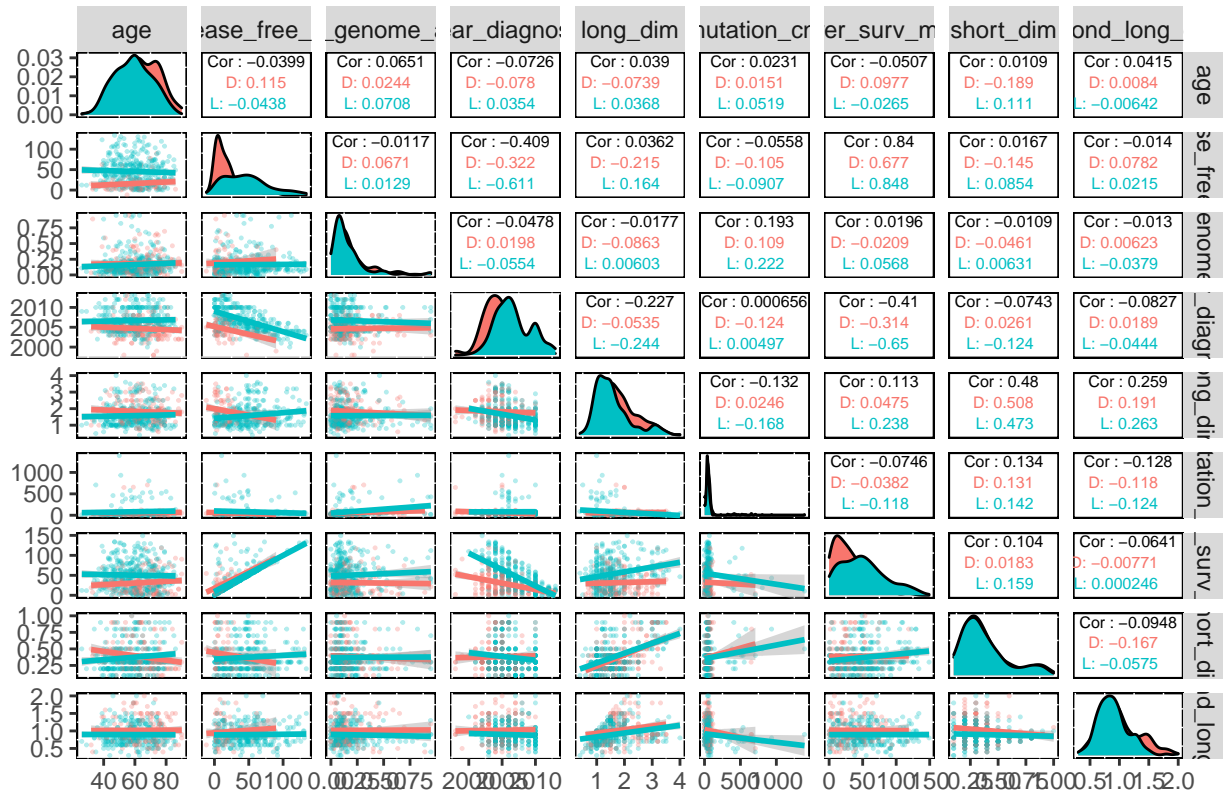 age ease_free_ _genome_a ear_diagnos long_dim nutation_cn er_surv_m short_dim ond_long_
0.03 Cor : −0.0399 Cor : 0.0651 Cor : −0.0726 Cor : 0.039 Cor : 0.0231 Cor : −0.0507 Cor : 0.0109 Cor : 0.0415 age
0.02 D: 0.115 D: 0.0244 D: −0.078 D: −0.0739 D: 0.0151 D: 0.0977 D: −0.189 D: 0.0084
0.01 L: −0.0438 L: 0.0708 L: 0.0354 L: 0.0368 L: 0.0519 L: −0.0265 L: 0.111 L: −0.00642
0.00
100 Cor : −0.0117 Cor : −0.409 Cor : 0.0362 Cor : −0.0558 Cor : 0.84 Cor : 0.0167 Cor : −0.014 se_free
50 D: 0.0671 D: −0.322 D: −0.215 D: −0.105 D: 0.677 D: −0.145 D: 0.0782
0 L: 0.0129 L: −0.611 L: 0.164 L: −0.0907 L: 0.848 L: 0.0854 L: 0.0215
0.75 Cor : −0.0478 Cor : −0.0177 Cor : 0.193 Cor : 0.0196 Cor : −0.0109 Cor : −0.013 enome
0.50 D: 0.0198 D: −0.0863 D: 0.109 D: −0.0209 D: −0.0461 D: 0.00623
0.25 L: −0.0554 L: 0.00603 L: 0.222 L: 0.0568 L: 0.00631 L: −0.0379
0.00
2010 Cor : −0.227 Cor : 0.000656 Cor : −0.41 Cor : −0.0743 Cor : −0.0827 _diagn
2005 D: −0.0535 D: −0.124 D: −0.314 D: 0.0261 D: 0.0189
2000 L: −0.244 L: 0.00497 L: −0.65 L: −0.124 L: −0.0444
4 Cor : −0.132 Cor : 0.113 Cor : 0.48 Cor : 0.259 ong_dir
3 D: 0.0246 D: 0.0475 D: 0.508 D: 0.191
2 L: −0.168 L: 0.238 L: 0.473 L: 0.263
1
1000 Cor : −0.0746 Cor : 0.134 Cor : −0.128 tation_
500 D: −0.0382 D: 0.131 D: −0.118
0 L: −0.118 L: 0.142 L: −0.124
150 Cor : 0.104 Cor : −0.0641 _surv_
100 D: 0.0183 D: −0.00771
50 L: 0.159 L: 0.000246
0
1.00 Cor : −0.0948 ort_di
0.75 D: −0.167
0.50 L: −0.0575
0.25
2.0 d_long
1.5
1.0
0.5
40 60 80 0 50 100 0.00 0.25 0.50 0.75 2000 2005 2010 1 2 3 4 0 500 1000 0 50 100 150 0.25 0.50 0.75 1.00 0.5 1.0 1.5 2.0